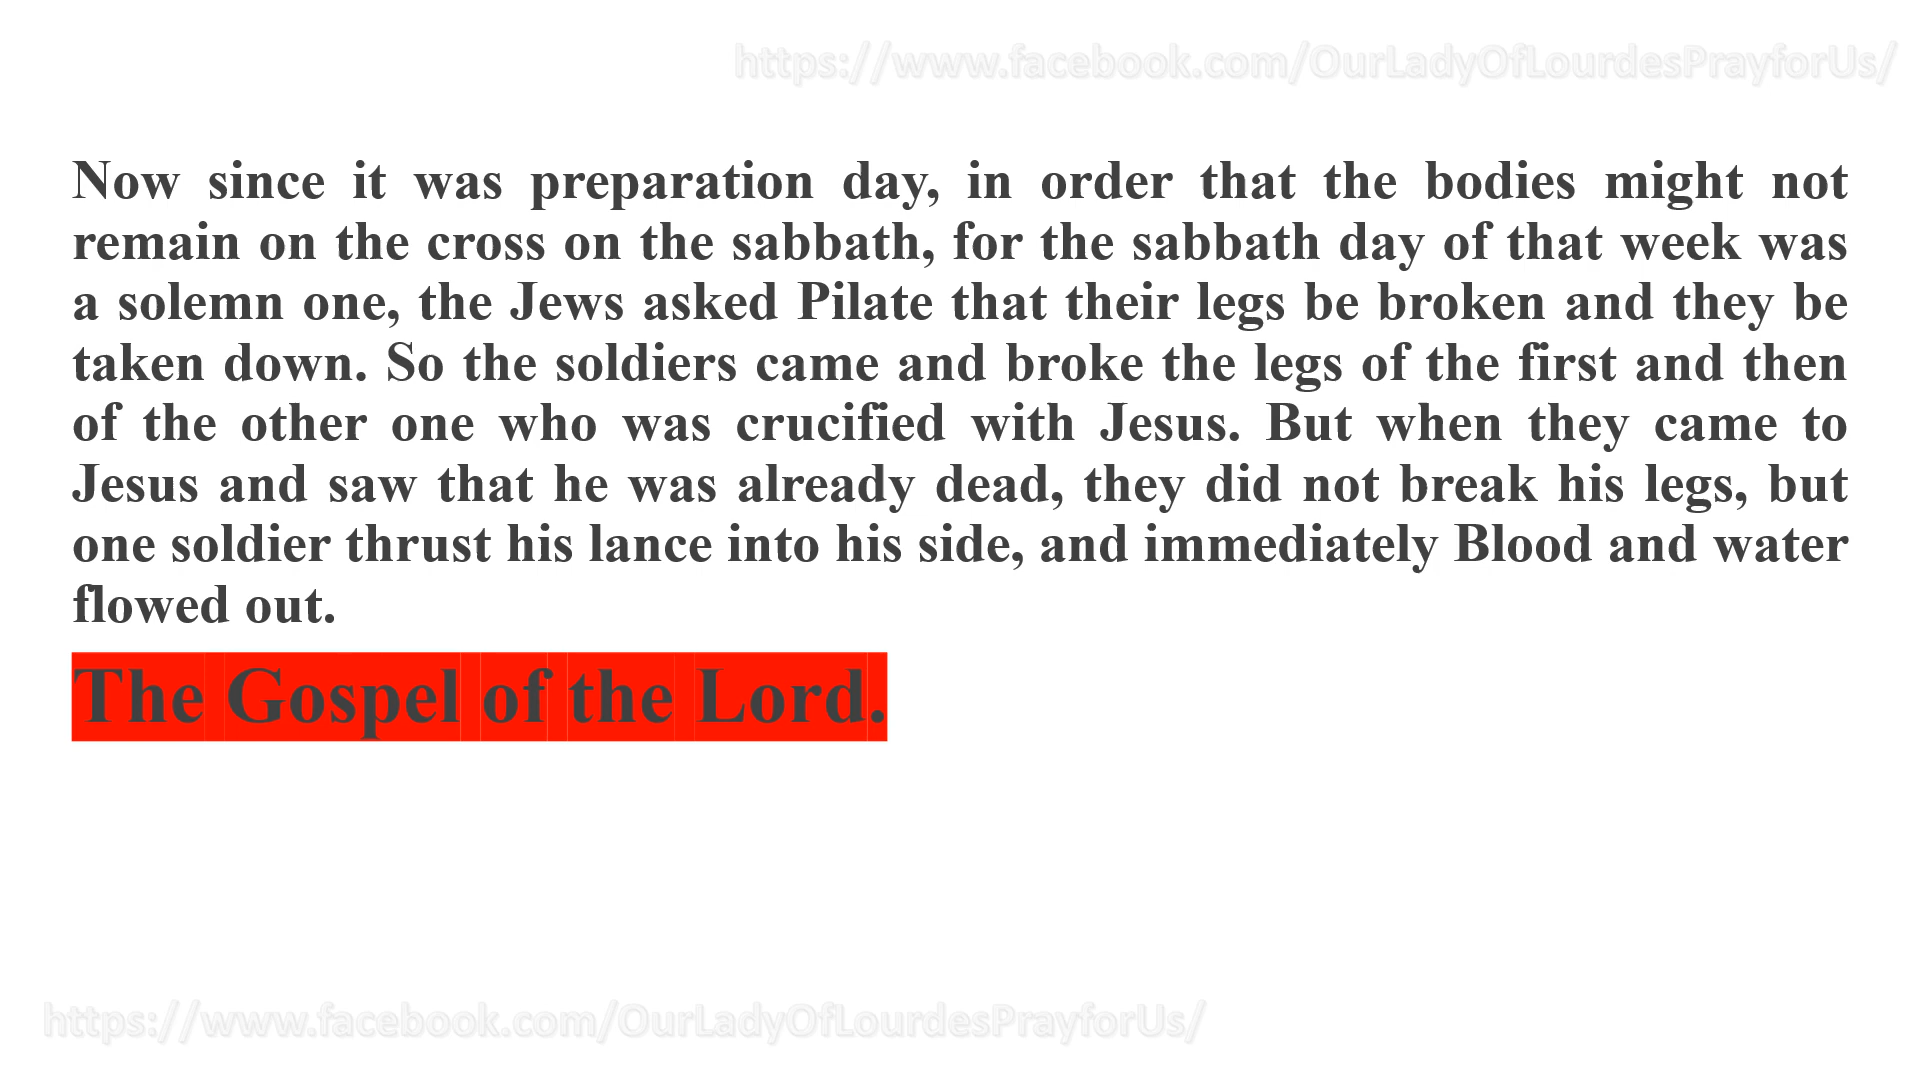 https://www.facebook.com/OurLadyOfLourdesPrayforUs/
Now since it was preparation day, in order that the bodies might not
remain on the cross on the sabbath, for the sabbath day of that week was
a solemn one, the Jews asked Pilate that their legs be broken and they be
taken down. So the soldiers came and broke the legs of the first and then
of the other one who was crucified with Jesus. But when they came to
Jesus and saw that he was already dead, they did not break his legs, but
one soldier thrust his lance into his side, and immediately Blood and water
flowed out.
The Gospel of the Lord.
https://www.facebook.com/OurLadyOfLourdesPrayforUs/